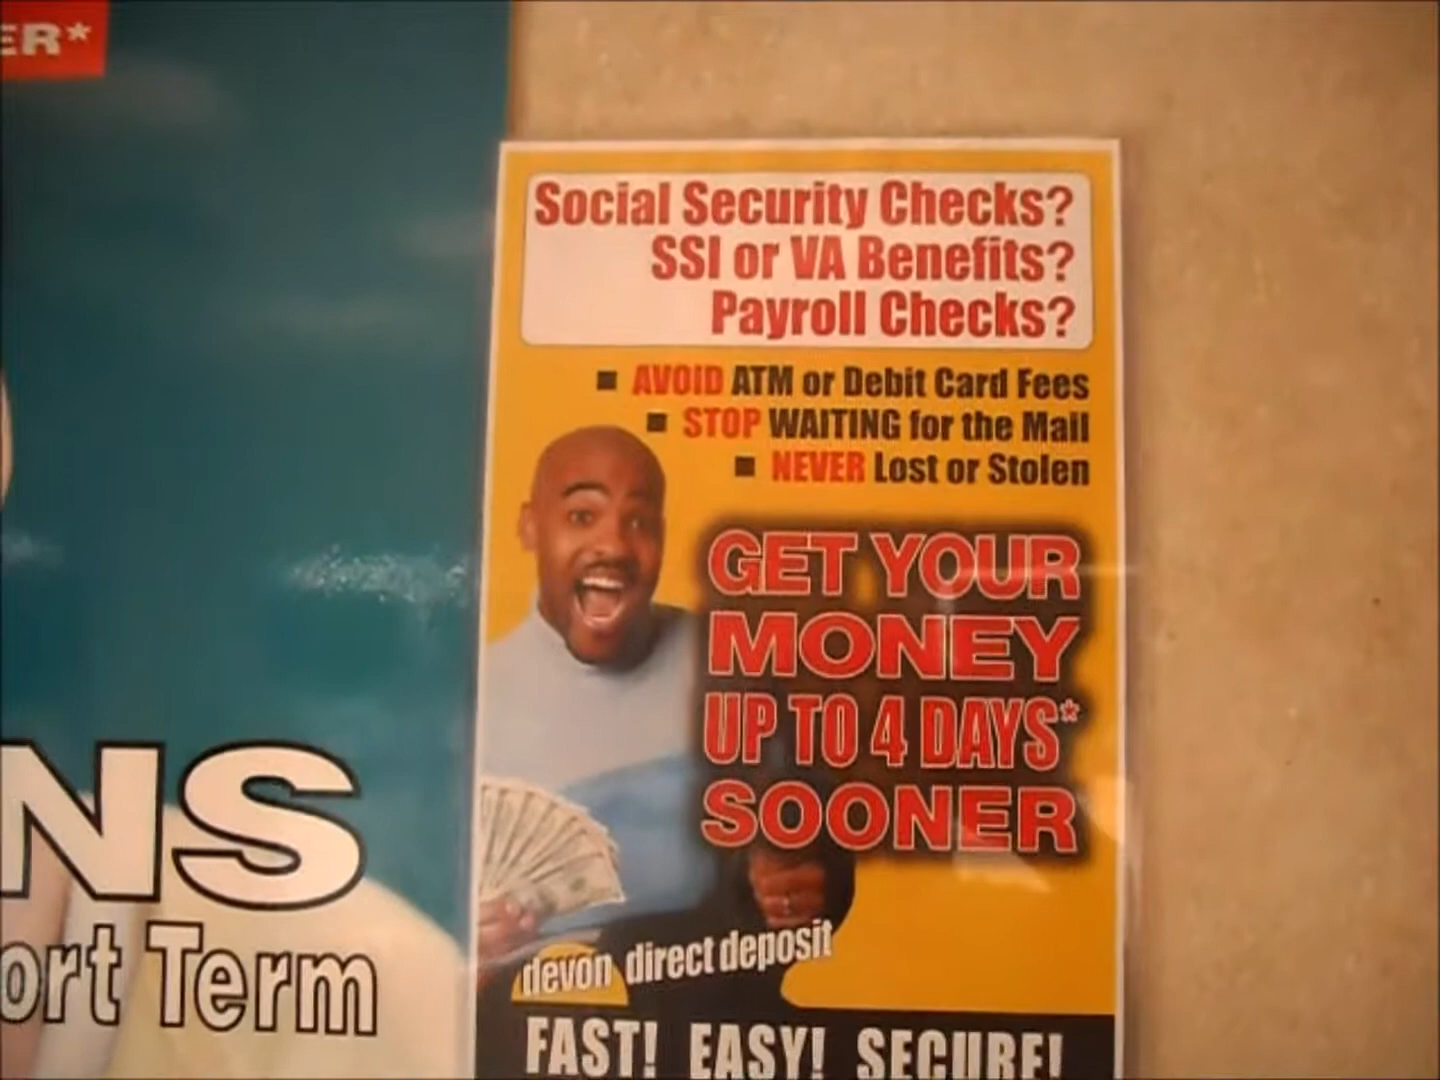 ER*
NS
ort Term
Social Security Checks?
SSI or VA Benefits?
Payroll Checks?
■ AVOID ATM or Debit Card Fees
■ STOP WAITING for the Mail
■ NEVER Lost or Stolen
GET YOUR
MONEY
UP TO 4 DAYS*
SOONER
devon direct deposit
FAST! EASY! SECURE!